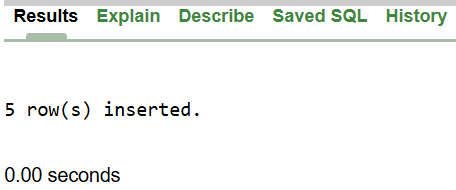 Results Explain Describe Saved SQL History
5 row(s) inserted.
0.00 seconds